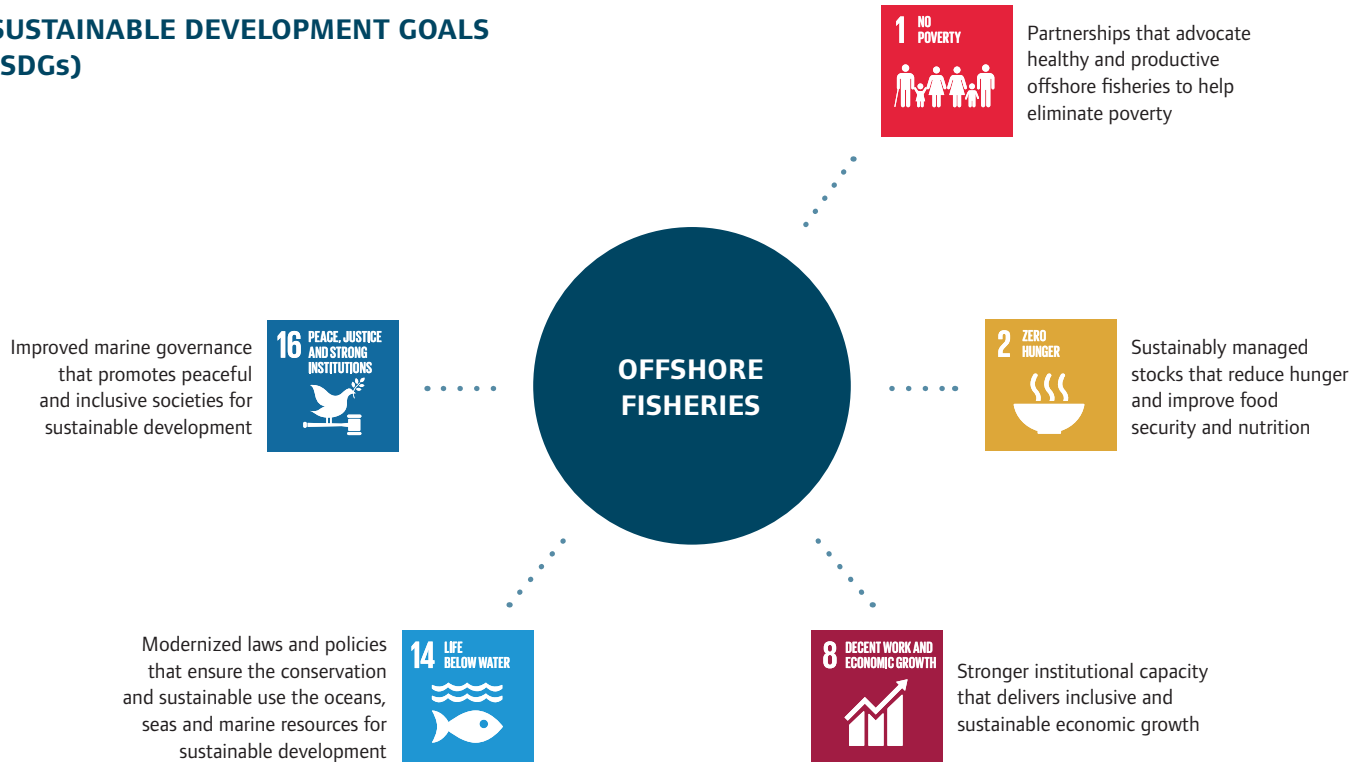 SUSTAINABLE DEVELOPMENT GOALS
SDGs)
1 NO
POVERTY
Partnerships that advocate
healthy and productive
offshore fisheries to help
eliminate poverty
OFFSHORE
FISHERIES
2 ZERO
HUNGER
Sustainably managed
stocks that reduce hunger
and improve food
security and nutrition
8 DECENT WORK AND
ECONOMIC GROWTH
Stronger institutional capacity
that delivers inclusive and
sustainable economic growth
14 LIFE
BELOW WATER
Modernized laws and policies
that ensure the conservation
and sustainable use the oceans,
seas and marine resources for
sustainable development
16 PEACE, JUSTICE
AND STRONG
INSTITUTIONS
Improved marine governance
that promotes peaceful
and inclusive societies for
sustainable development